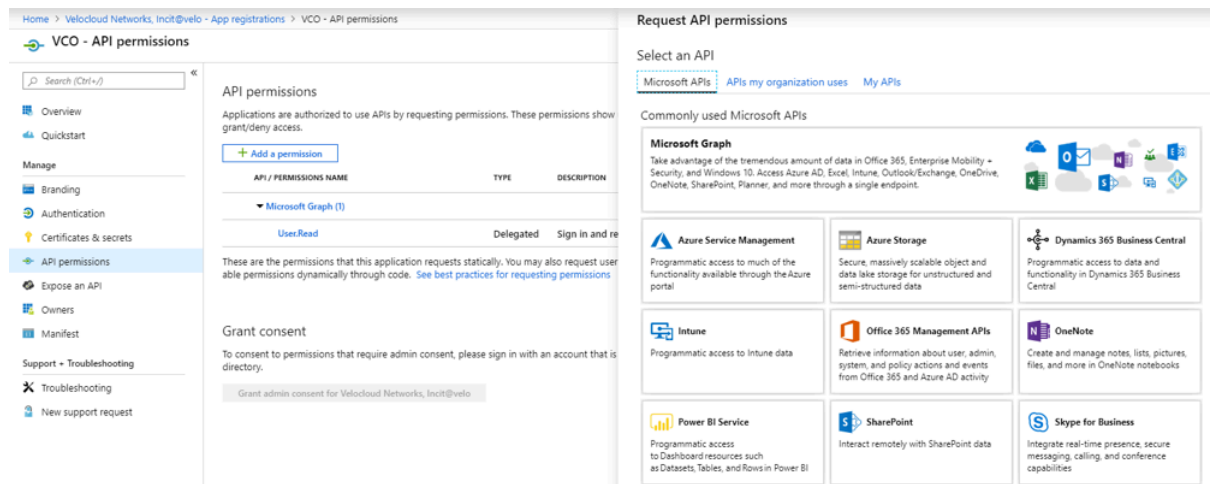 Home > Velocloud Networks, Incit@velo - App registrations > VCO - API permissions
VCO - API permissions
Search (Ctrl+/)
«
Overview
Quickstart
Manage
Branding
Authentication
Certificates & secrets
API permissions
Expose an API
Owners
Manifest
Support + Troubleshooting
Troubleshooting
New support request
API permissions
Applications are authorized to use APIs by requesting permissions. These permissions show
grant/deny access.
+ Add a permission
API / PERMISSIONS NAME TYPE DESCRIPTION
Microsoft Graph (1)
User.Read Delegated Sign in and re
These are the permissions that this application requests statically. You may also request user
able permissions dynamically through code. See best practices for requesting permissions
Grant consent
To consent to permissions that require admin consent, please sign in with an account that is
directory.
Grant admin consent for Velocloud Networks, Incit@velo
Request API permissions
Select an API
Microsoft APIs APIs my organization uses My APIs
Commonly used Microsoft APIs
Microsoft Graph
Take advantage of the tremendous amount of data in Office 365, Enterprise Mobility +
Security, and Windows 10. Access Azure AD, Excel, Intune, Outlook/Exchange, OneDrive,
OneNote, SharePoint, Planner, and more through a single endpoint.
Azure Service Management
Programmatic access to much of the
functionality available through the Azure
portal
Azure Storage
Secure, massively scalable object and
data lake storage for unstructured and
semi-structured data
Dynamics 365 Business Central
Programmatic access to data and
functionality in Dynamics 365 Business
Central
Intune
Programmatic access to Intune data
Office 365 Management APIs
Retrieve information about user, admin,
system, and policy actions and events
from Office 365 and Azure AD activity
OneNote
Create and manage notes, lists, pictures,
files, and more in OneNote notebooks
Power BI Service
Programmatic access
to Dashboard resources such
as Datasets, Tables, and Rows in Power BI
SharePoint
Interact remotely with SharePoint data
Skype for Business
Integrate real-time presence, secure
messaging, calling, and conference
capabilities